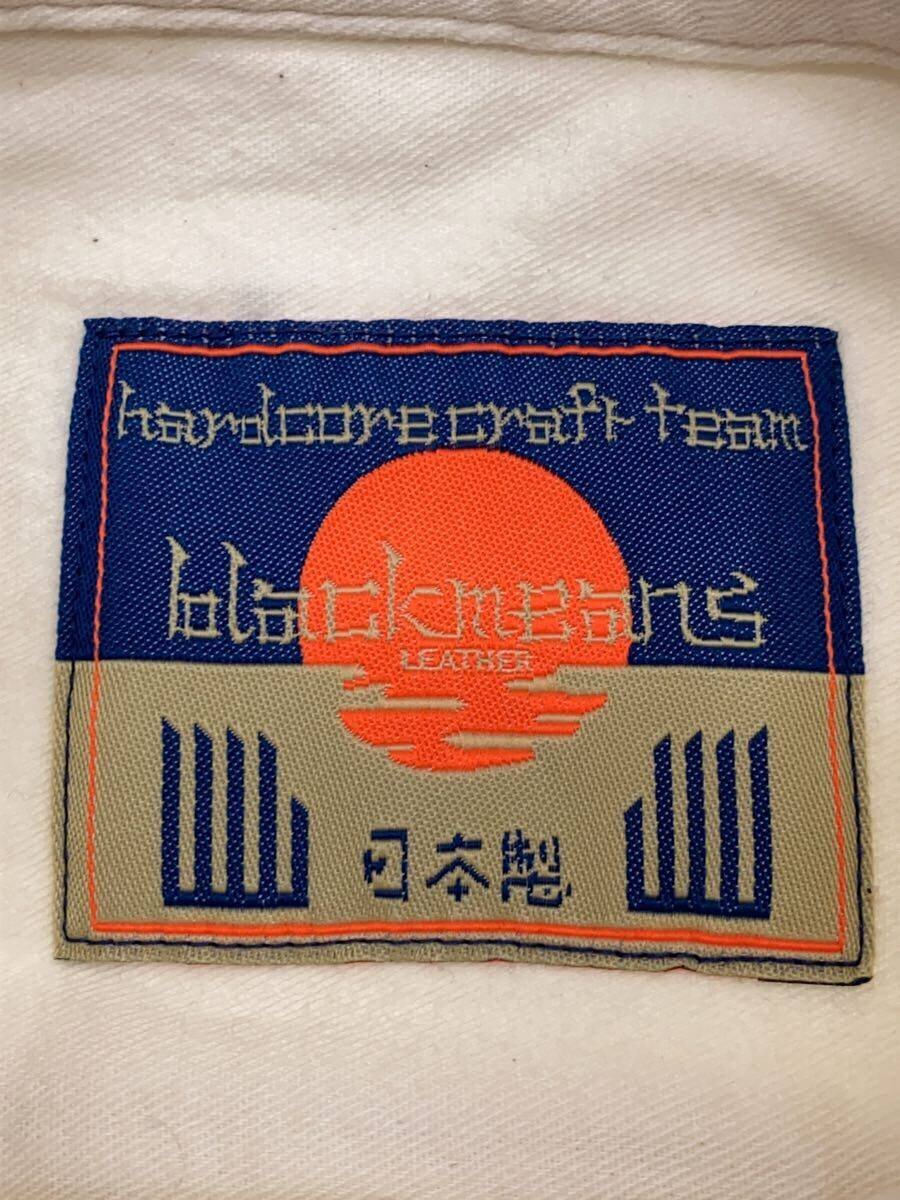 hardcore craft team
blackmeans
LEATHER
日本製